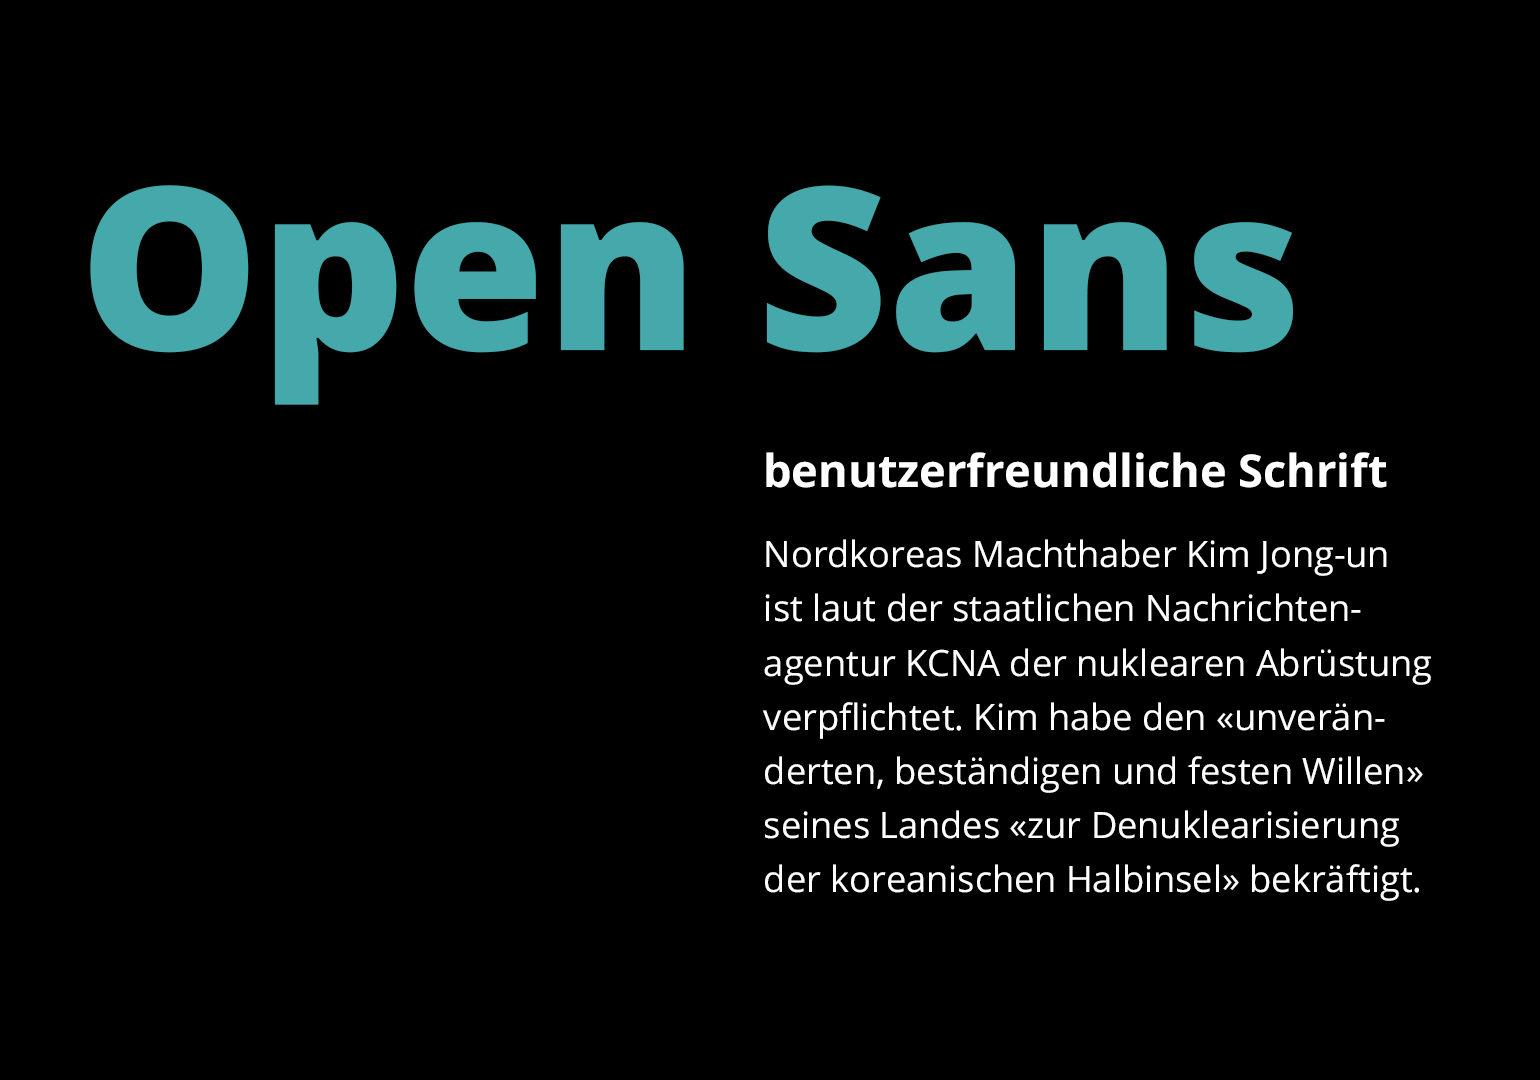 Open Sans
benutzerfreundliche Schrift
Nordkoreas Machthaber Kim Jong-un
ist laut der staatlichen Nachrichten-
agentur KCNA der nuklearen Abrüstung
verpflichtet. Kim habe den «unverän-
derten, beständigen und festen Willen»
seines Landes «zur Denuklearisierung
der koreanischen Halbinsel» bekräftigt.